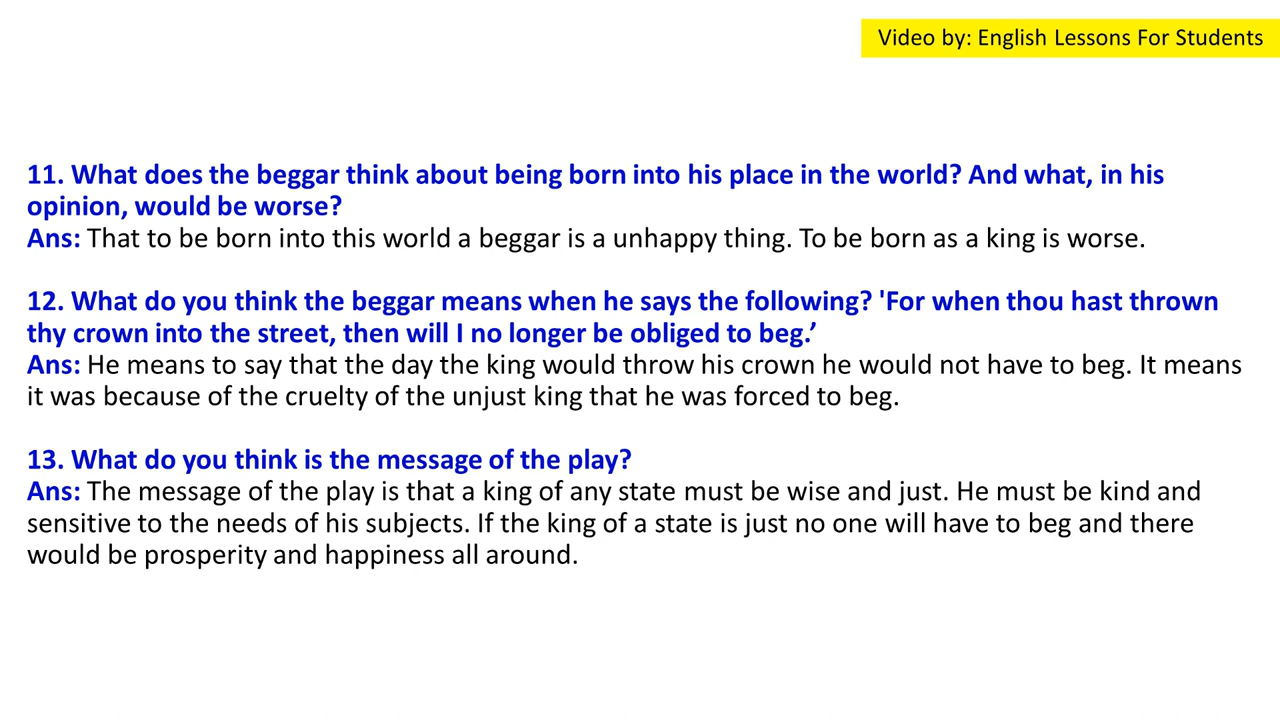 Video by: English Lessons For Students
11. What does the beggar think about being born into his place in the world? And what, in his
opinion, would be worse?
Ans: That to be born into this world a beggar is a unhappy thing. To be born as a king is worse.
12. What do you think the beggar means when he says the following? 'For when thou hast thrown
thy crown into the street, then will I no longer be obliged to beg.’
Ans: He means to say that the day the king would throw his crown he would not have to beg. It means
it was because of the cruelty of the unjust king that he was forced to beg.
13. What do you think is the message of the play?
Ans: The message of the play is that a king of any state must be wise and just. He must be kind and
sensitive to the needs of his subjects. If the king of a state is just no one will have to beg and there
would be prosperity and happiness all around.